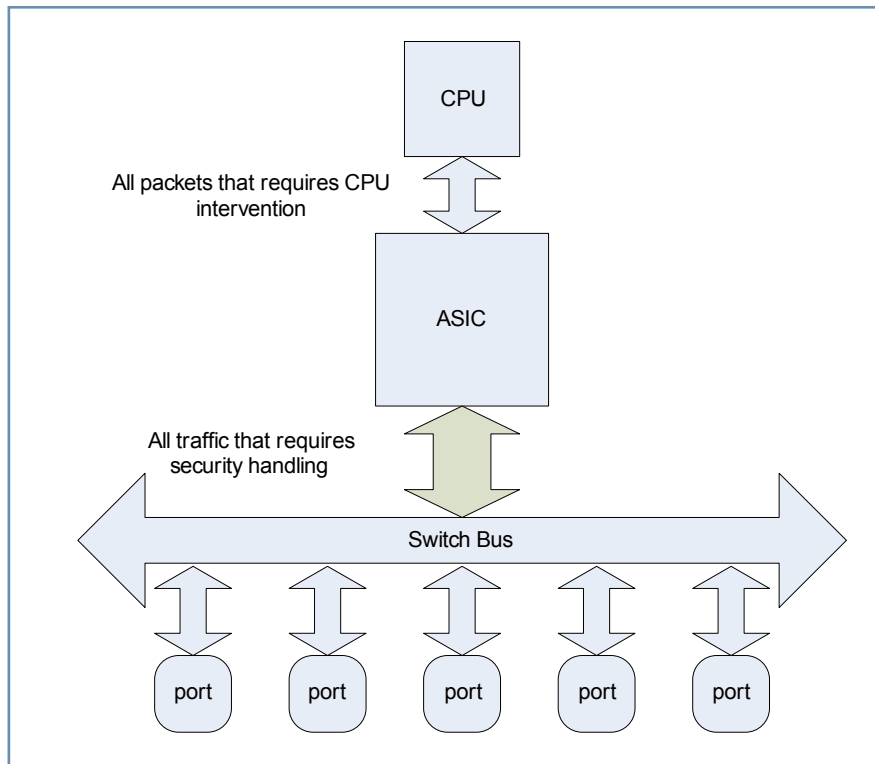 CPU
All packets that requires CPU
intervention
ASIC
All traffic that requires
security handling
Switch Bus
port port port port port